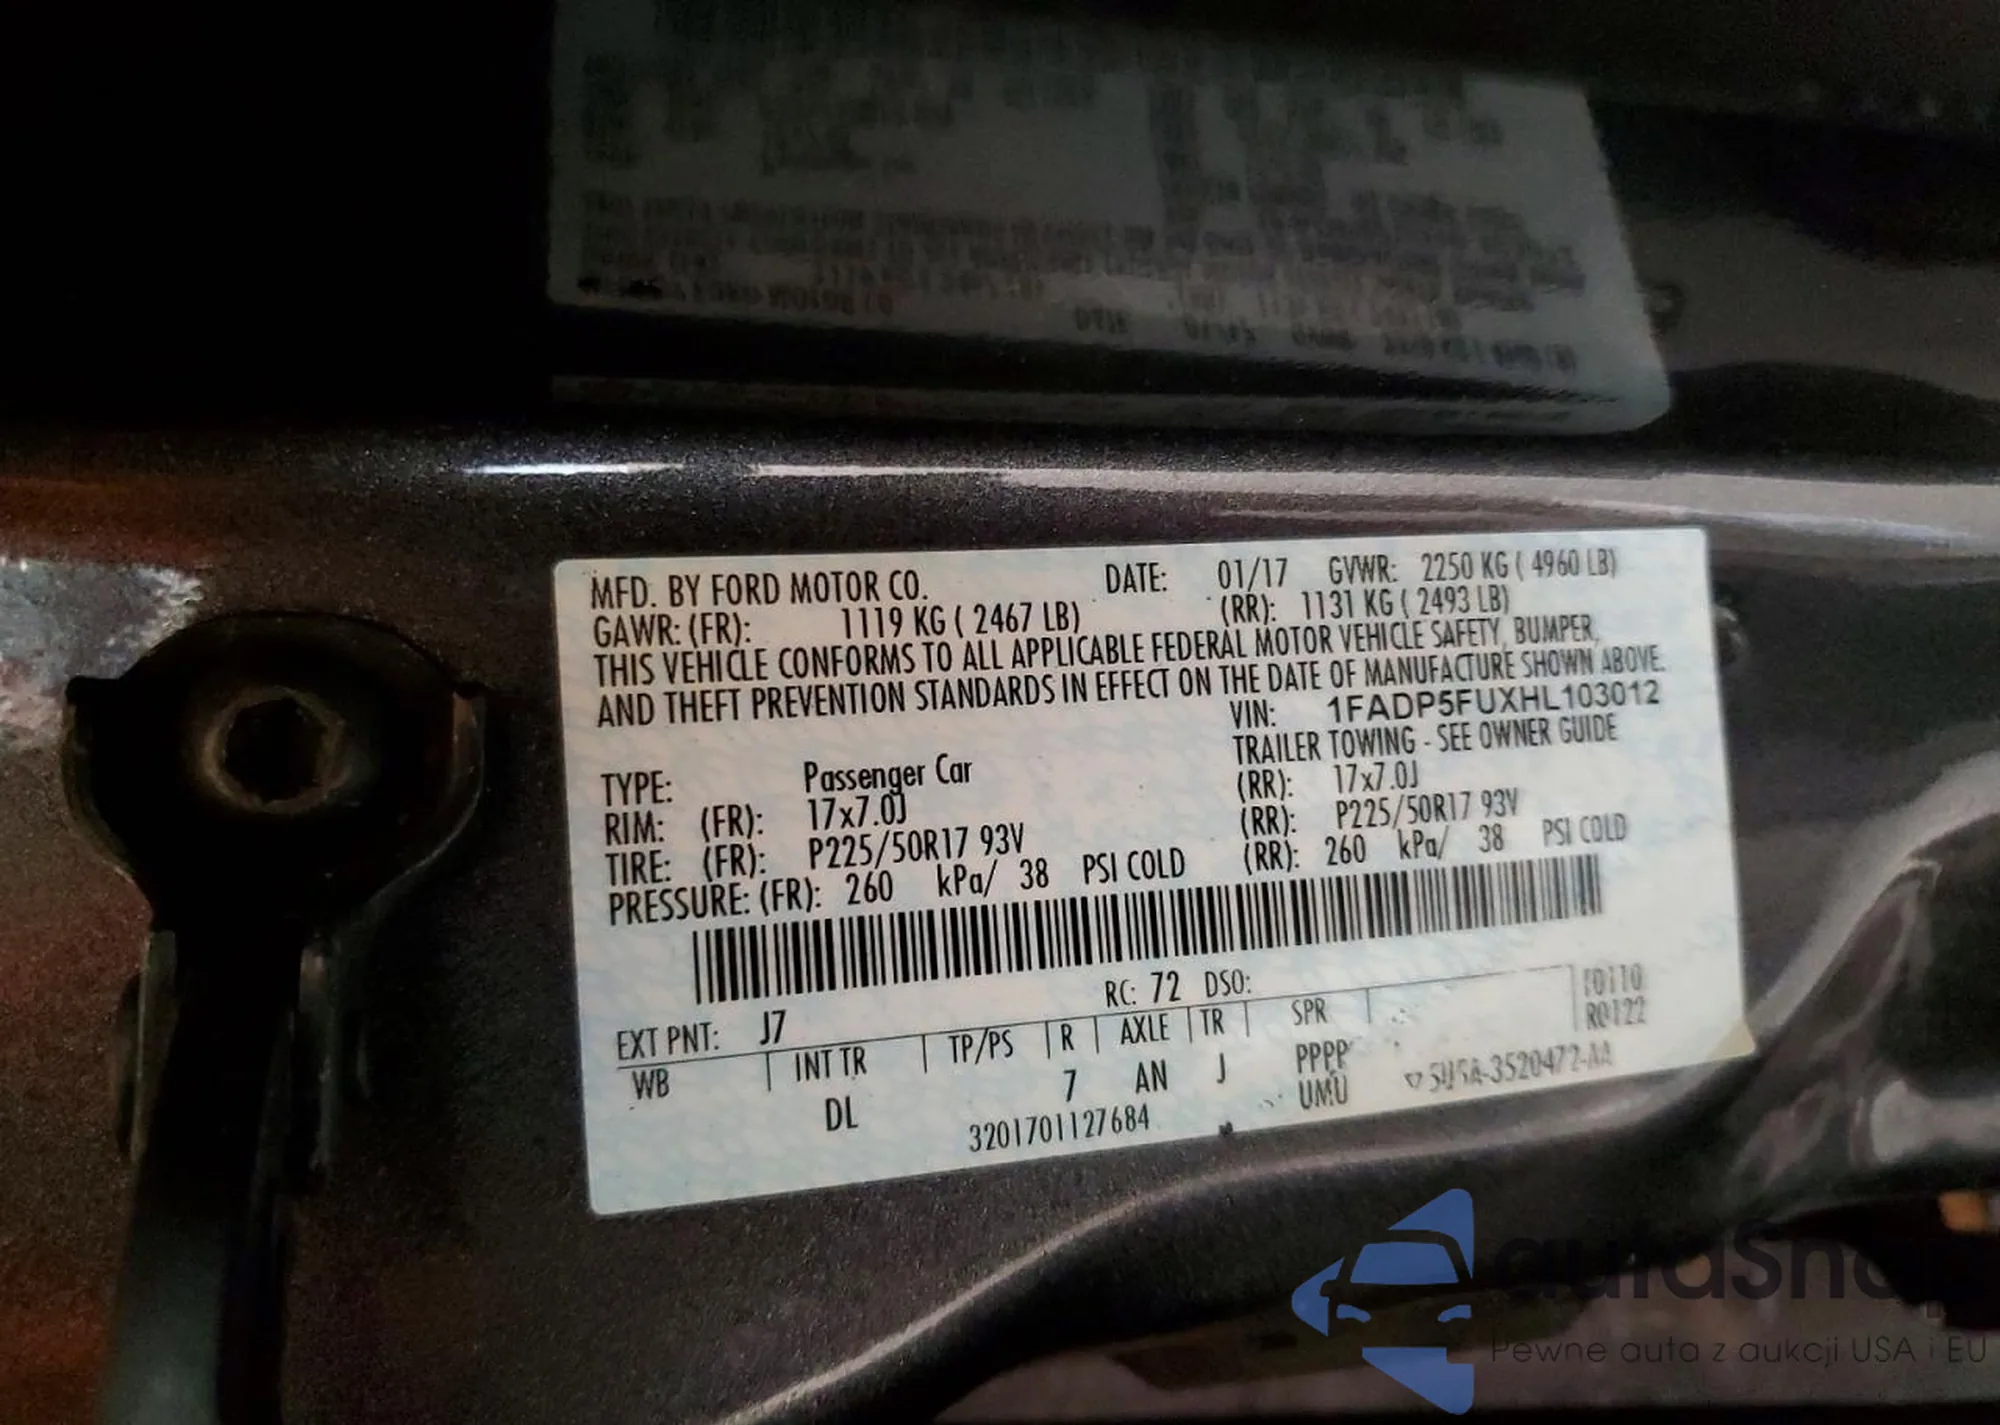 MFD. BY FORD MOTOR CO. DATE: 01/17 GVWR: 2250 KG ( 4960 LB)
GAWR: (FR): 1119 KG ( 2467 LB) (RR): 1131 KG ( 2493 LB)
THIS VEHICLE CONFORMS TO ALL APPLICABLE FEDERAL MOTOR VEHICLE SAFETY, BUMPER,
AND THEFT PREVENTION STANDARDS IN EFFECT ON THE DATE OF MANUFACTURE SHOWN ABOVE.
VIN: 1FADP5FUXHL103012
TRAILER TOWING - SEE OWNER GUIDE
TYPE: Passenger Car
RIM: (FR): 17x7.0J (RR): 17x7.0J
TIRE: (FR): P225/50R17 93V (RR): P225/50R17 93V
PRESSURE: (FR): 260 kPa/ 38 PSI COLD (RR): 260 kPa/ 38 PSI COLD
RC: 72 DSO:
EXT PNT: J7
R0122
WB INT TR TP/PS R AXLE TR SPR
DL 7 AN J PPPP
UMU
3201701127684
Pewne auta z aukcji USA i EU